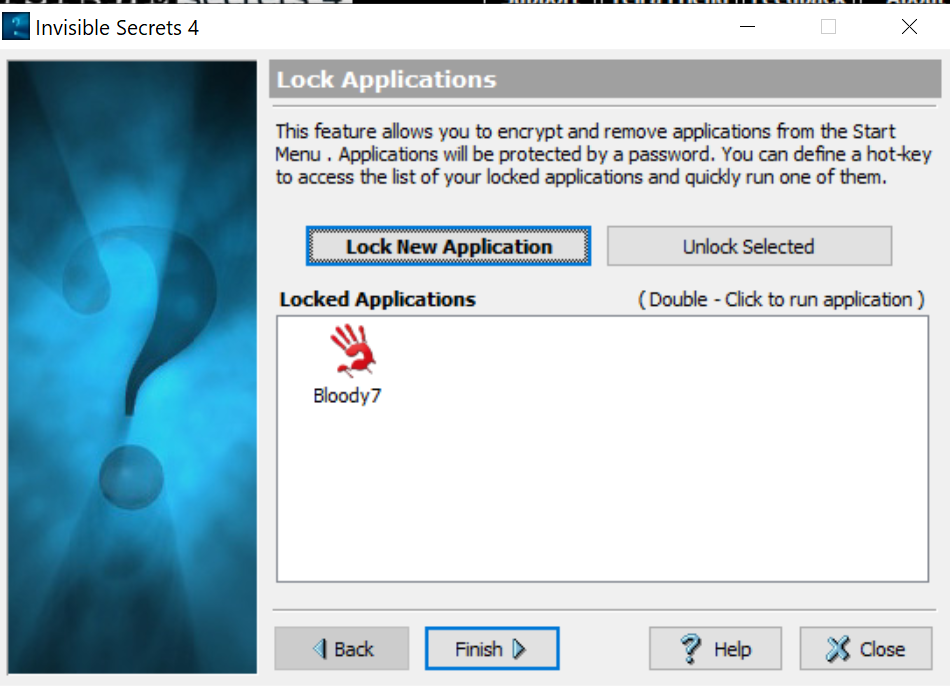 Invisible Secrets 4
Lock Applications
This feature allows you to encrypt and remove applications from the Start
Menu . Applications will be protected by a password. You can define a hot-key
to access the list of your locked applications and quickly run one of them.
Lock New Application
Unlock Selected
Locked Applications
( Double - Click to run application )
Bloody7
Back
Finish
Help
Close